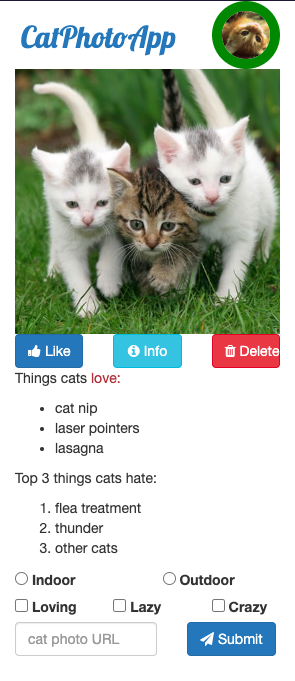 CatPhotoApp
Like Info Delete
Things cats love:
cat nip
laser pointers
lasagna
Top 3 things cats hate:
1. flea treatment
2. thunder
3. other cats
Indoor Outdoor
Loving Lazy Crazy
cat photo URL Submit